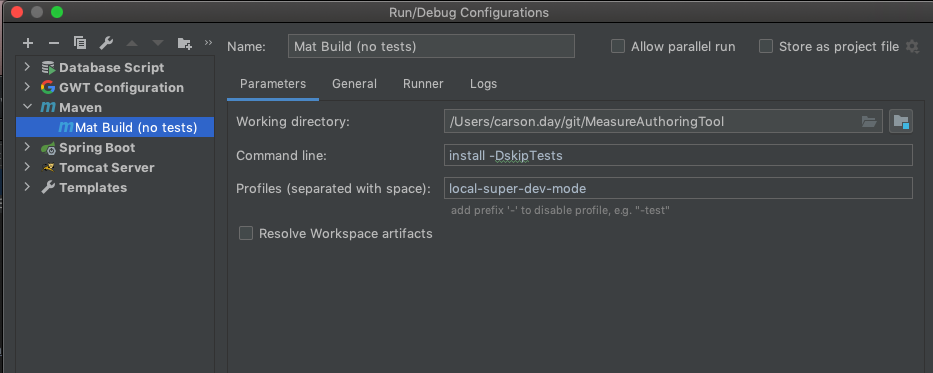 Run/Debug Configurations
Name: Mat Build (no tests) Allow parallel run Store as project file
Database Script
GWT Configuration
Maven
Mat Build (no tests)
Spring Boot
Tomcat Server
Templates
Parameters General Runner Logs
Working directory: /Users/carson.day/git/MeasureAuthoringTool
Command line: install -DskipTests
Profiles (separated with space): local-super-dev-mode
add prefix '-' to disable profile, e.g. "-test"
Resolve Workspace artifacts